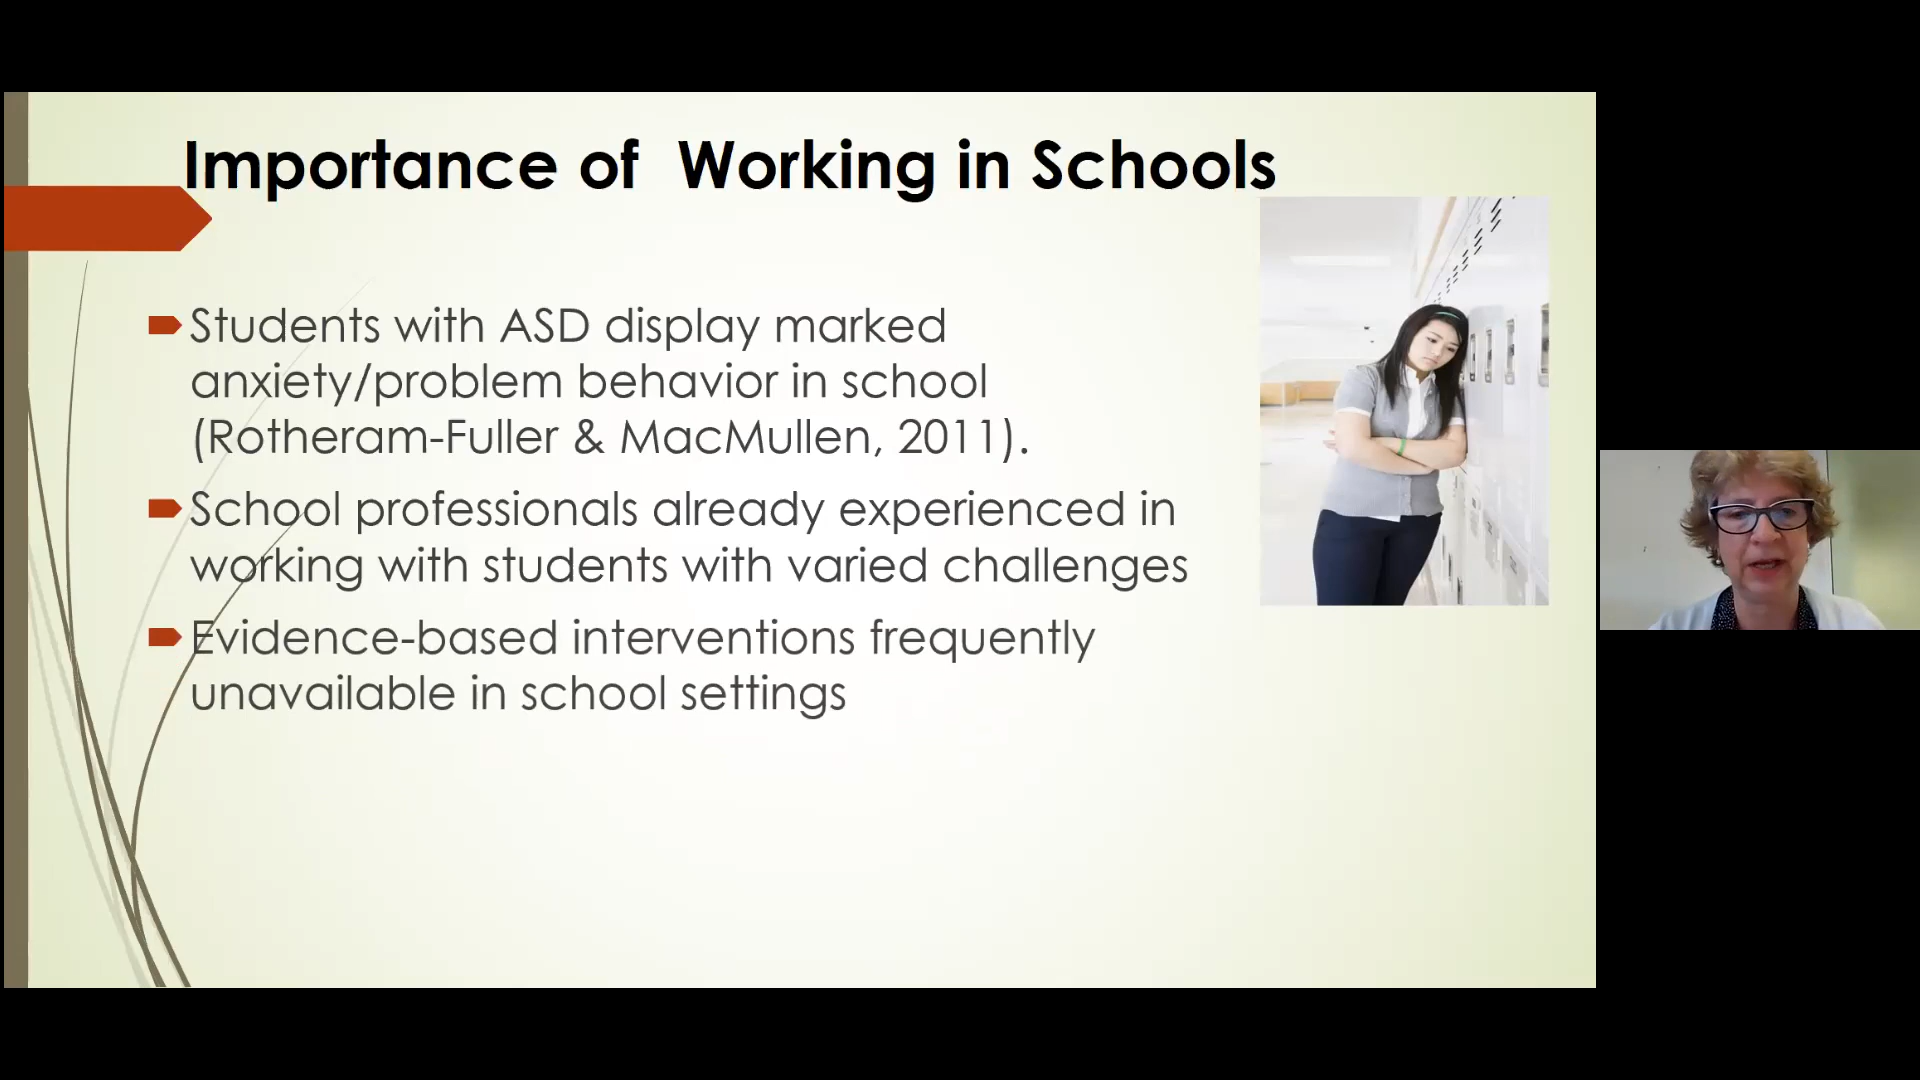 Importance of  Working in Schools
Students with ASD display marked
anxiety/problem behavior in school
(Rotheram-Fuller & MacMullen, 2011).
School professionals already experienced in
working with students with varied challenges
Evidence-based interventions frequently
unavailable in school settings